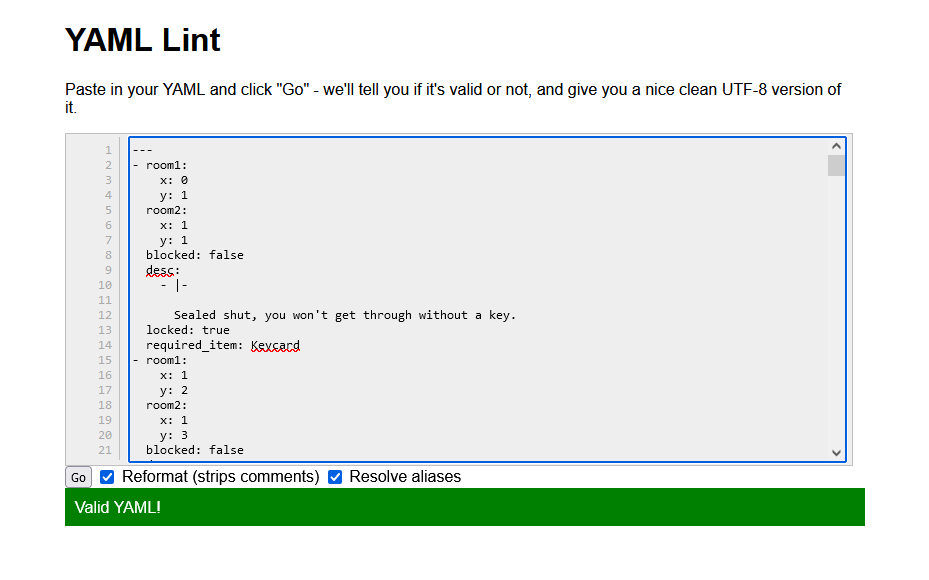 YAML Lint
Paste in your YAML and click "Go" - we'll tell you if it's valid or not, and give you a nice clean UTF-8 version of
it.
1 ---
2 - room1:
3     x: 0
4     y: 1
5   room2:
6     x: 1
7     y: 1
8   blocked: false
9   desc:
10     - |-
11
12       Sealed shut, you won't get through without a key.
13   locked: true
14   required_item: Keycard
15 - room1:
16     x: 1
17     y: 2
18   room2:
19     x: 1
20     y: 3
21   blocked: false
Go Reformat (strips comments) Resolve aliases
Valid YAML!